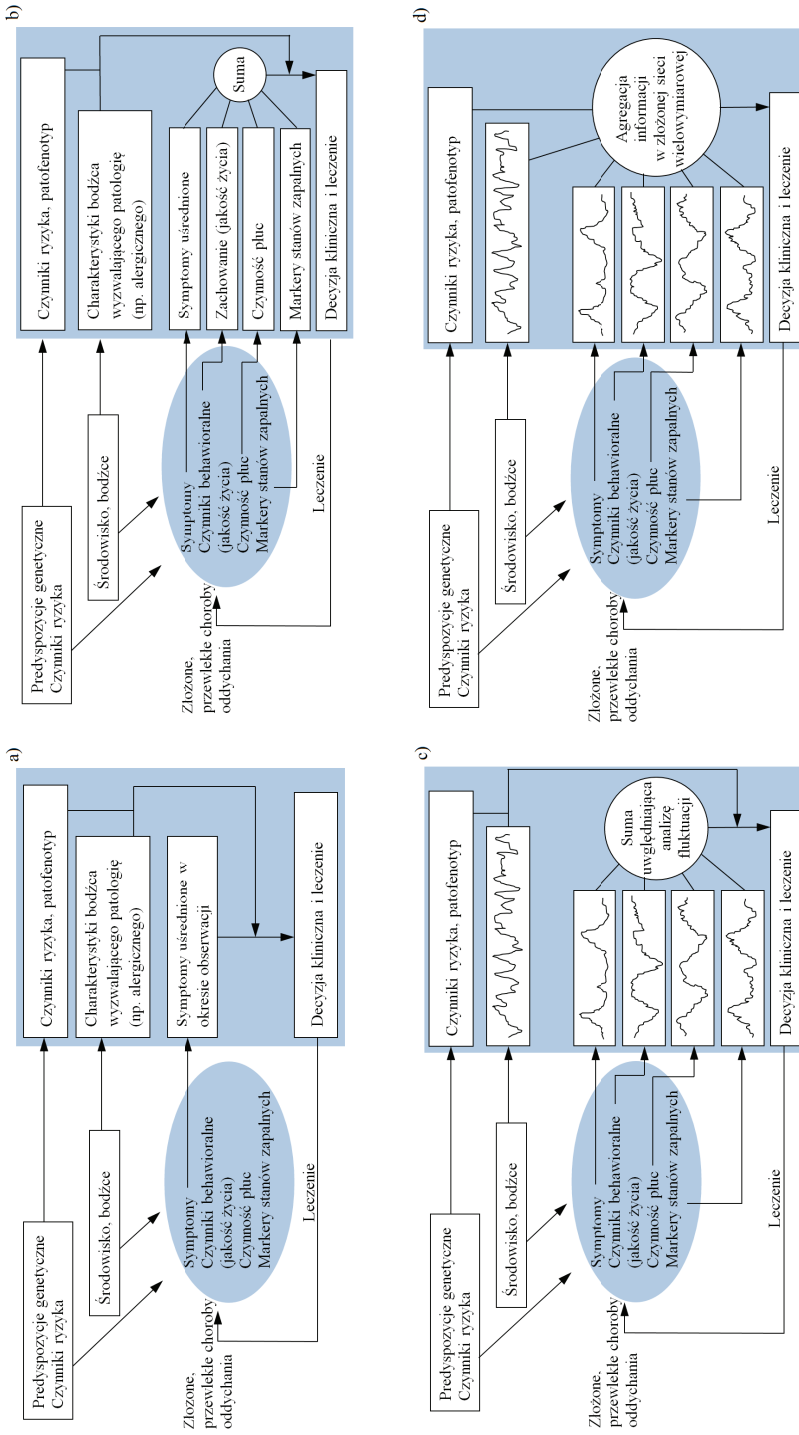 a)
Predyspozycje genetyczne
Czynniki ryzyka
Czynniki ryzyka, patofenotyp
Środowisko, bodźce
Charakterystyki bodźca
wyzwalającego patologię
(np. alergicznego)
Symptomy
Czynniki behawioralne
(jakość życia)
Czynność płuc
Markery stanów zapalnych
Symptomy uśrednione w
okresie obserwacji
Złożone,
przewlekłe choroby
oddychania
Leczenie
Decyzja kliniczna i leczenie
b)
Predyspozycje genetyczne
Czynniki ryzyka
Czynniki ryzyka, patofenotyp
Środowisko, bodźce
Charakterystyki bodźca
wyzwalającego patologię
(np. alergicznego)
Symptomy
Czynniki behawioralne
(jakość życia)
Czynność płuc
Markery stanów zapalnych
Symptomy uśrednione
Zachowanie (jakość życia)
Czynność płuc
Markery stanów zapalnych
Suma
Złożone,
przewlekłe choroby
oddychania
Leczenie
Decyzja kliniczna i leczenie
c)
Predyspozycje genetyczne
Czynniki ryzyka
Czynniki ryzyka, patofenotyp
Środowisko, bodźce
Symptomy
Czynniki behawioralne
(jakość życia)
Czynność płuc
Markery stanów zapalnych
Suma
uwględniająca
analizę
fluktuacji
Złożone,
przewlekłe choroby
oddychania
Leczenie
Decyzja kliniczna i leczenie
d)
Predyspozycje genetyczne
Czynniki ryzyka
Czynniki ryzyka, patofenotyp
Środowisko, bodźce
Symptomy
Czynniki behawioralne
(jakość życia)
Czynność płuc
Markery stanów zapalnych
Agregacja
informacji
w złożonej sieci
wielowymiarowej
Złożone,
przewlekłe choroby
oddychania
Leczenie
Decyzja kliniczna i leczenie